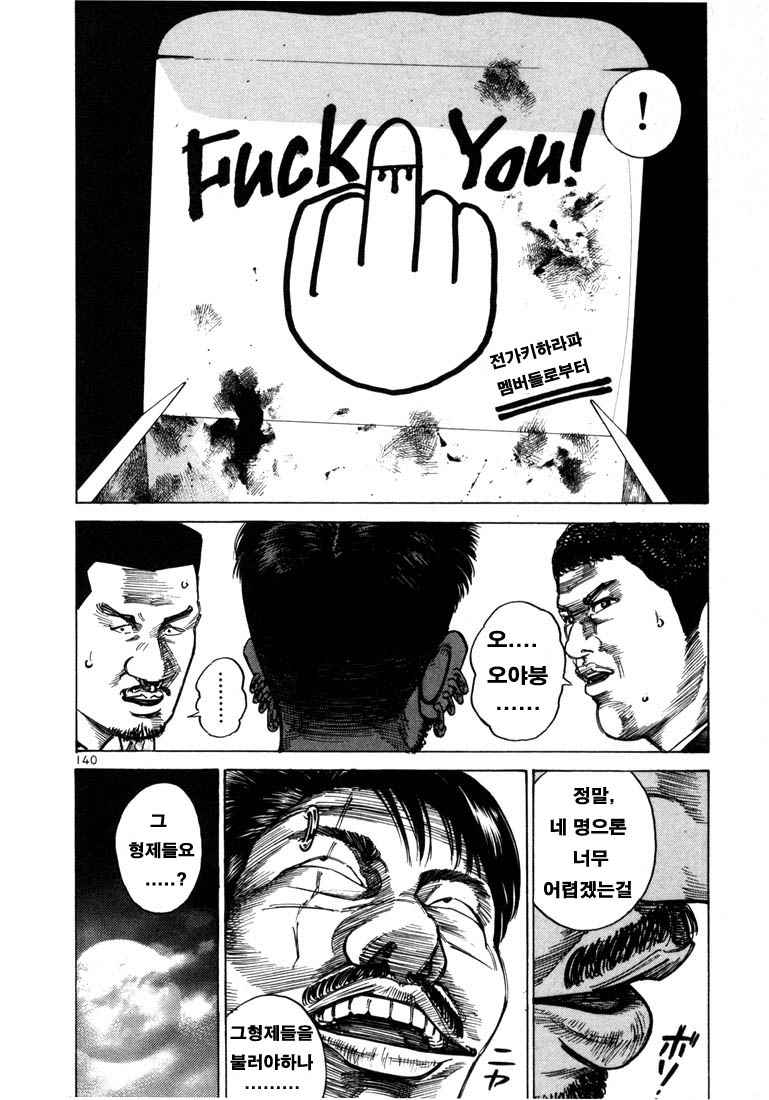 !
Fuck You!
전가키하라파
멤버들로부터
오....
오야붕
......
........
140
정말,
네 명으론
너무
어렵겠는걸
ボソ!
그형제들을
불러야하나
.........
ニカ
그
형제들요
.....?